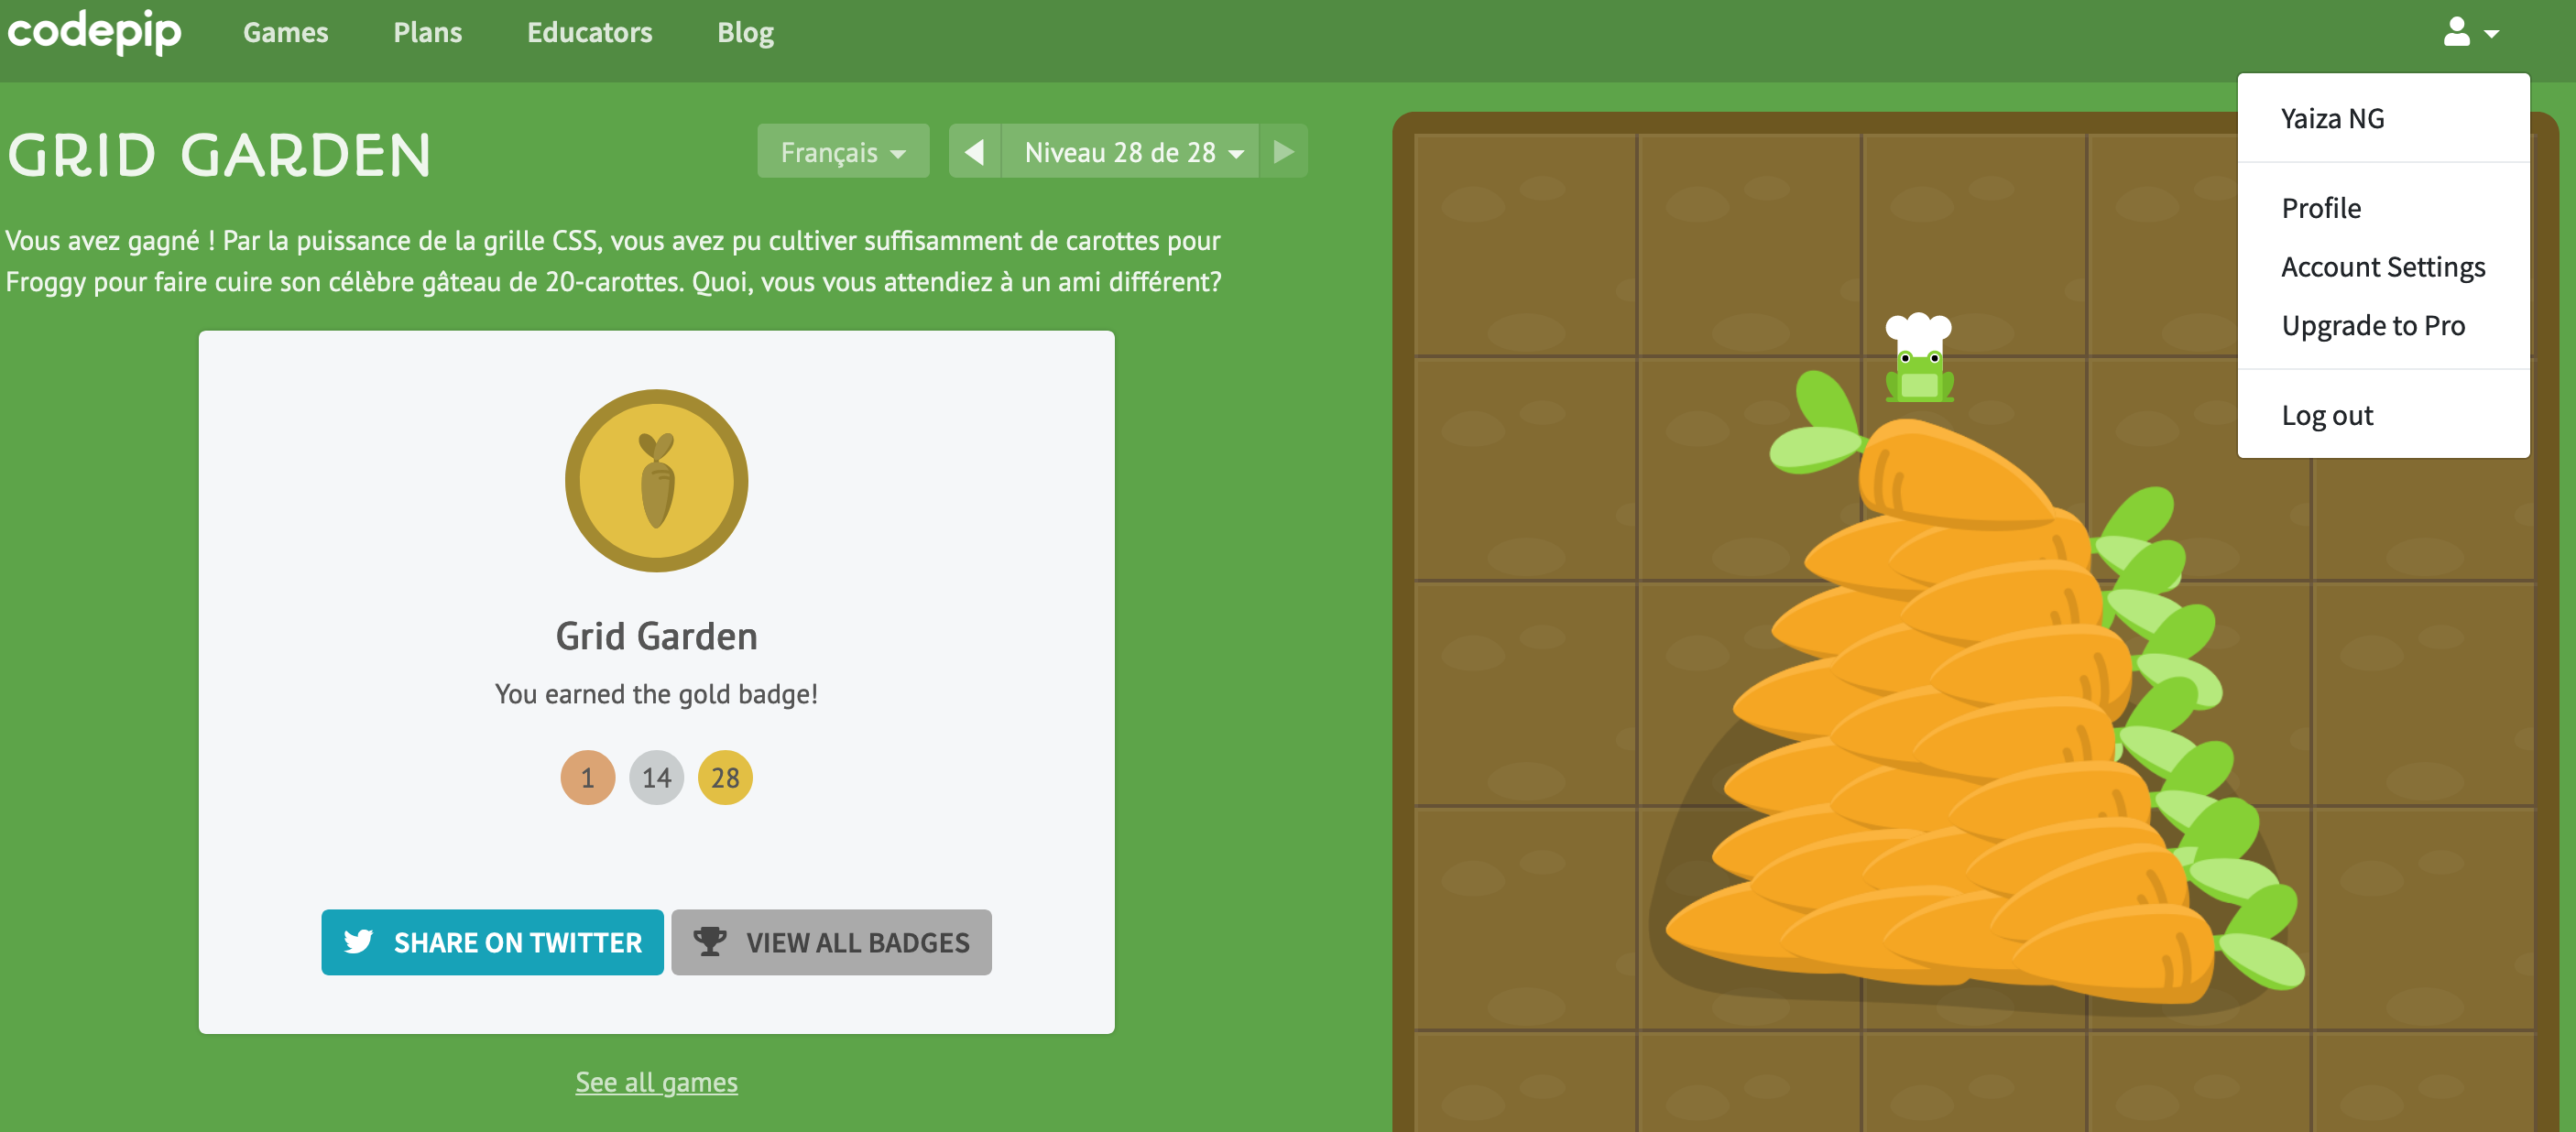 codepip
Games
Plans
Educators
Blog
Yaiza NG
Profile
Account Settings
Upgrade to Pro
Log out
GRID GARDEN
Français
Niveau 28 de 28
Vous avez gagné ! Par la puissance de la grille CSS, vous avez pu cultiver suffisamment de carottes pour
Froggy pour faire cuire son célèbre gâteau de 20-carottes. Quoi, vous vous attendiez à un ami différent?
Grid Garden
You earned the gold badge!
1
14
28
SHARE ON TWITTER
VIEW ALL BADGES
See all games